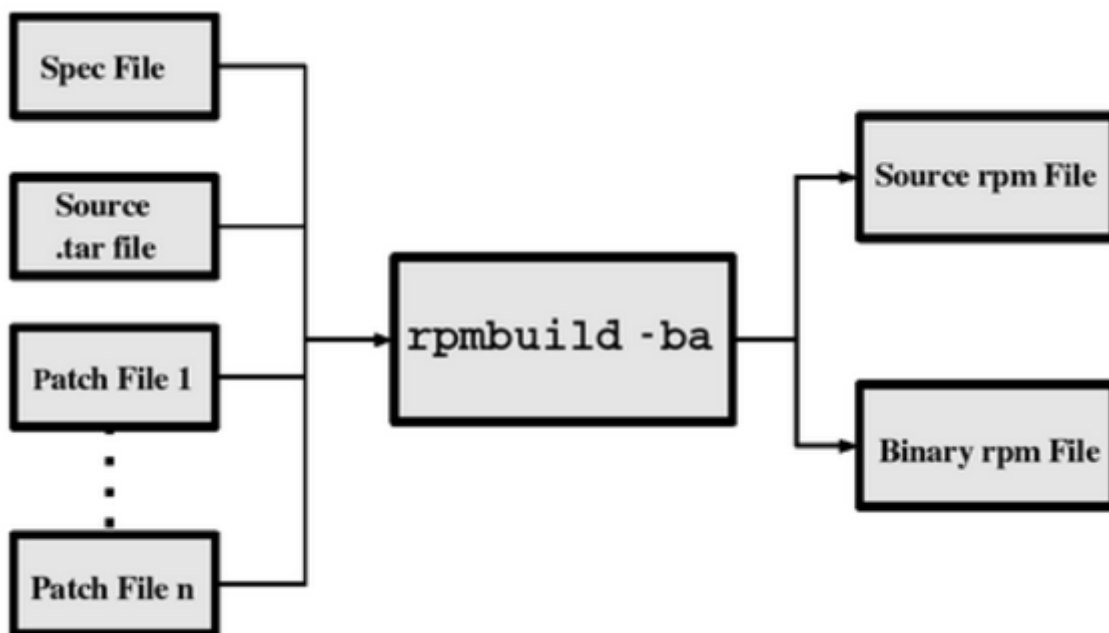 Spec File
Source
.tar file
Patch File 1
Patch File n
rpmbuild -ba
Source rpm File
Binary rpm File